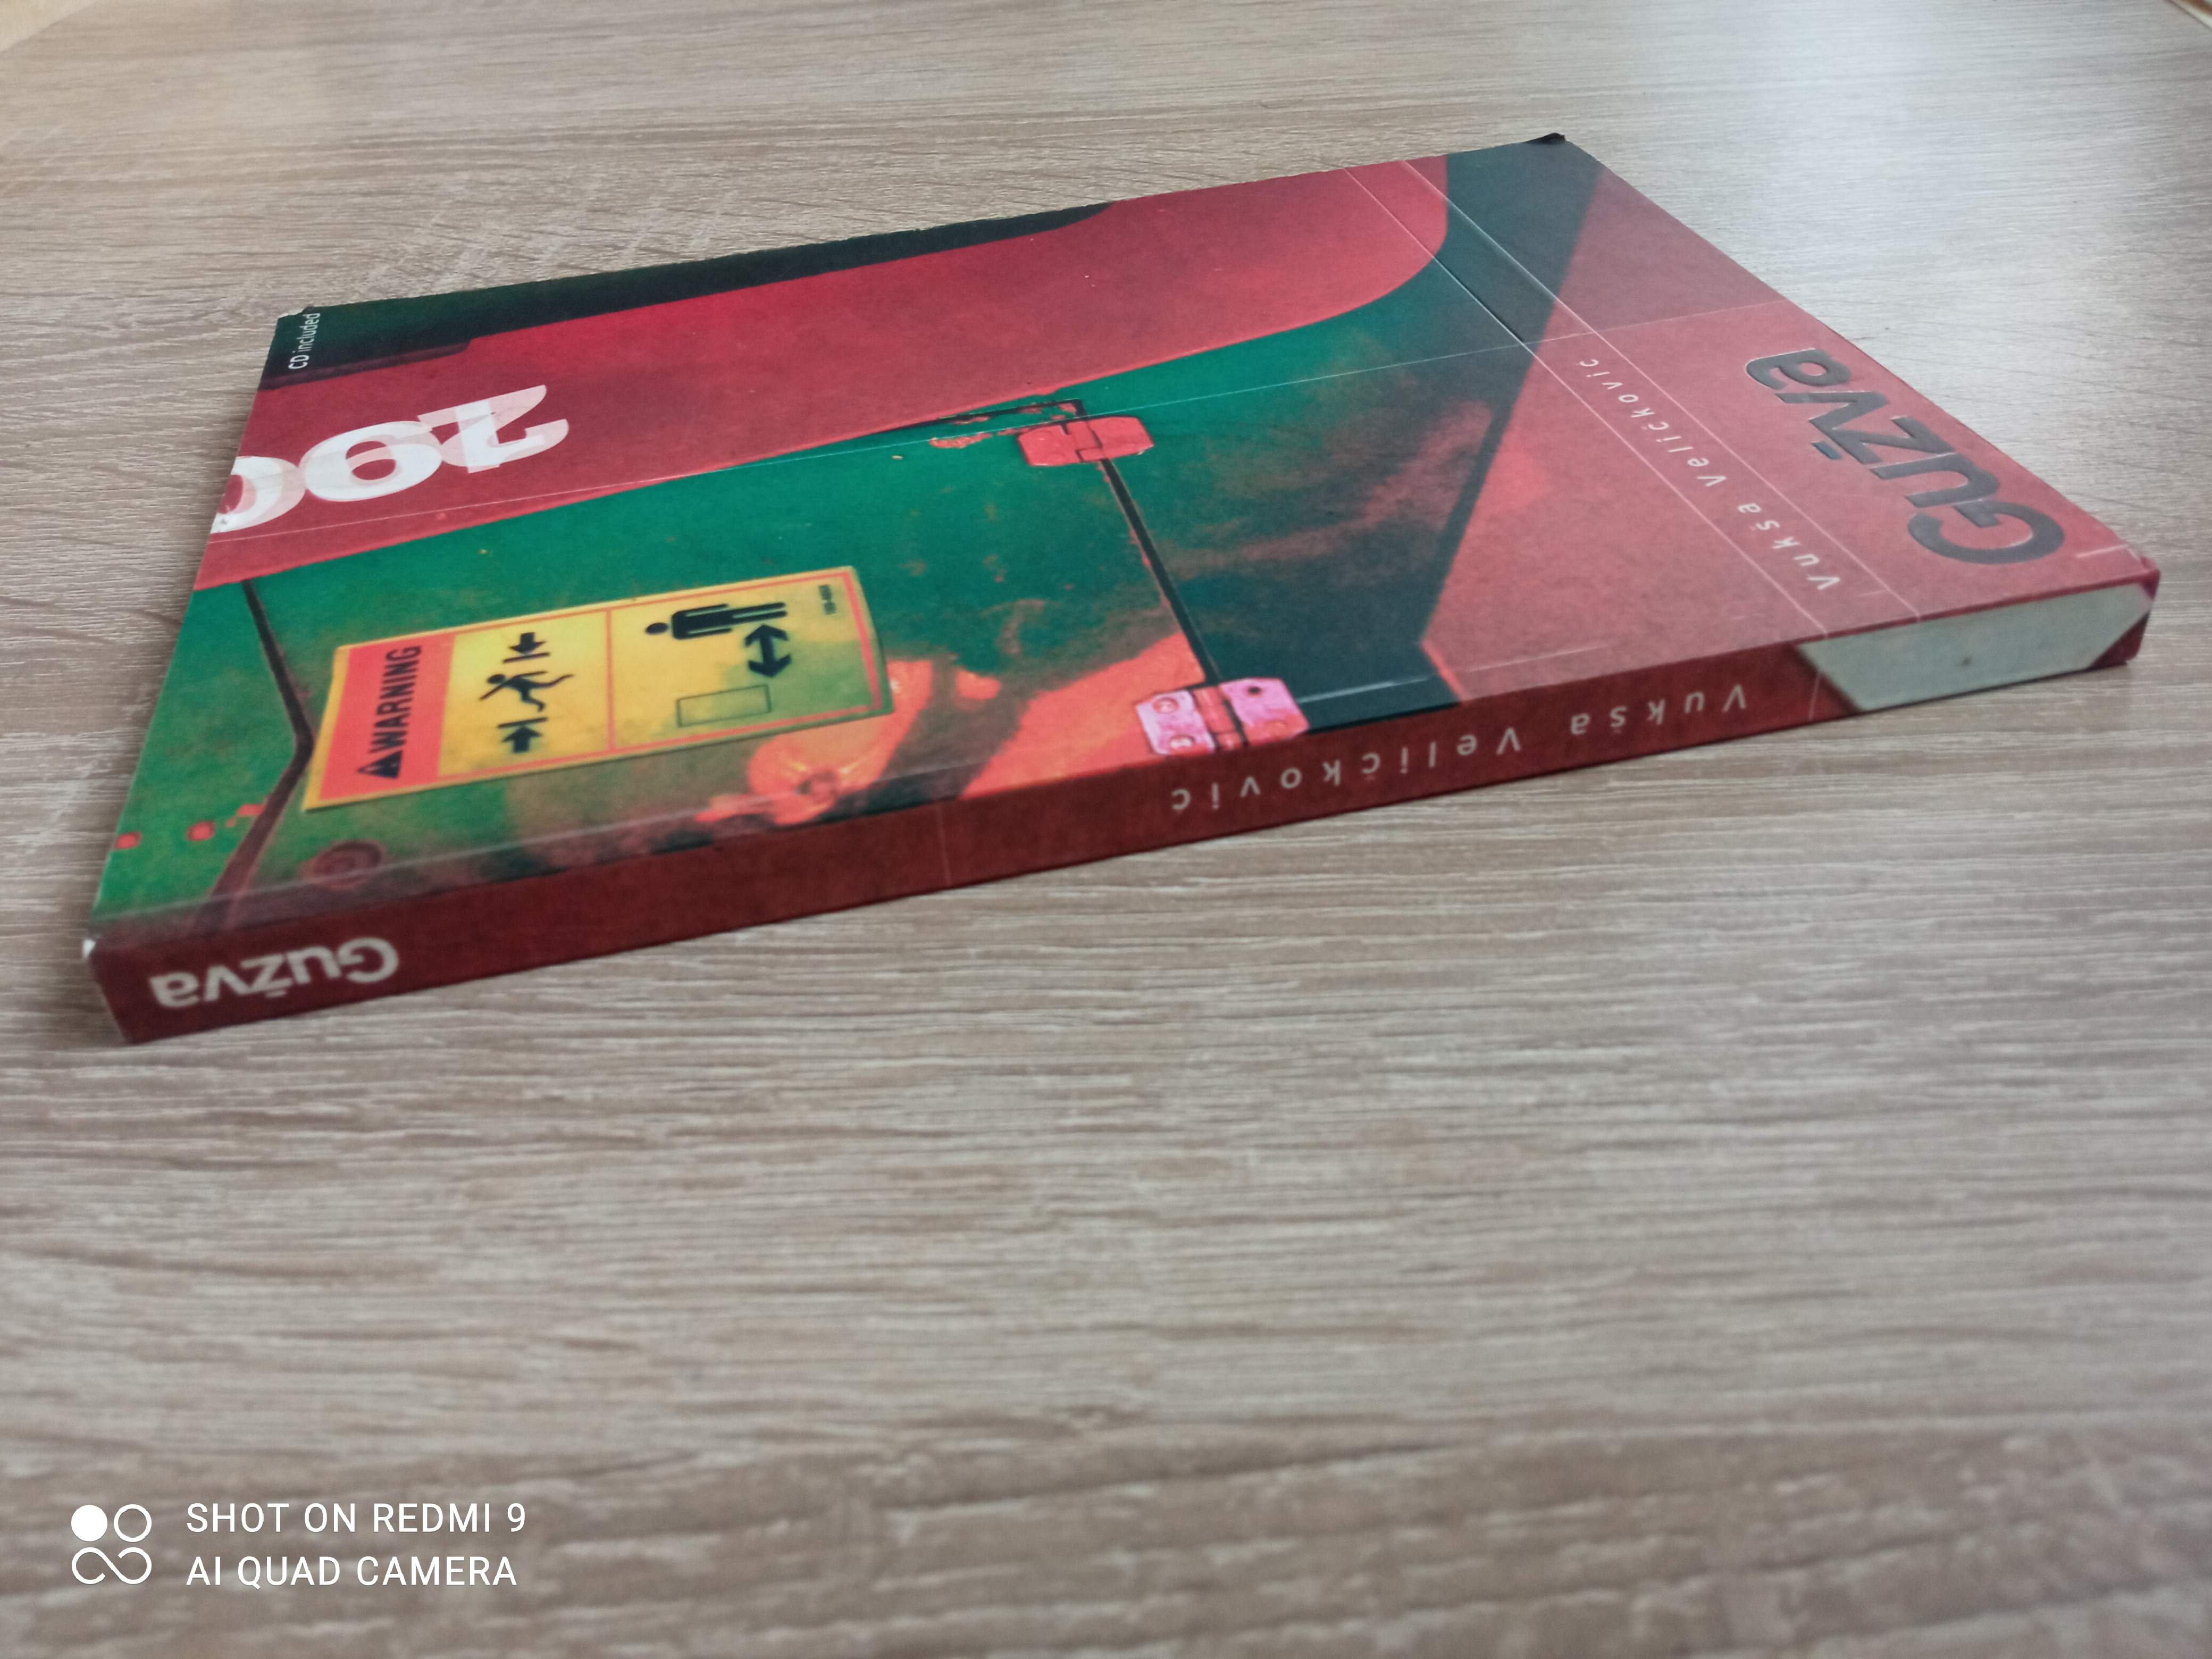 Gužva
Vukša Veličković
WARNING
CD included
Vukša Veličković
Gužva
SHOT ON REDMI 9
AI QUAD CAMERA